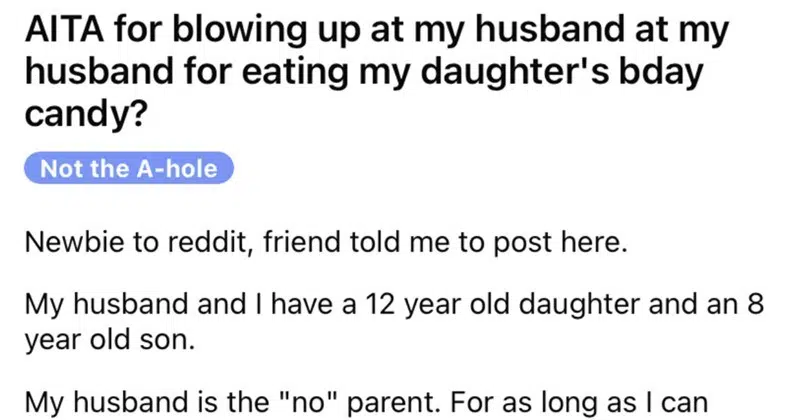 AITA for blowing up at my husband at my
husband for eating my daughter's bday
candy?
Not the A-hole
Newbie to reddit, friend told me to post here.
My husband and I have a 12 year old daughter and an 8
year old son.
My husband is the "no" parent. For as long as I can